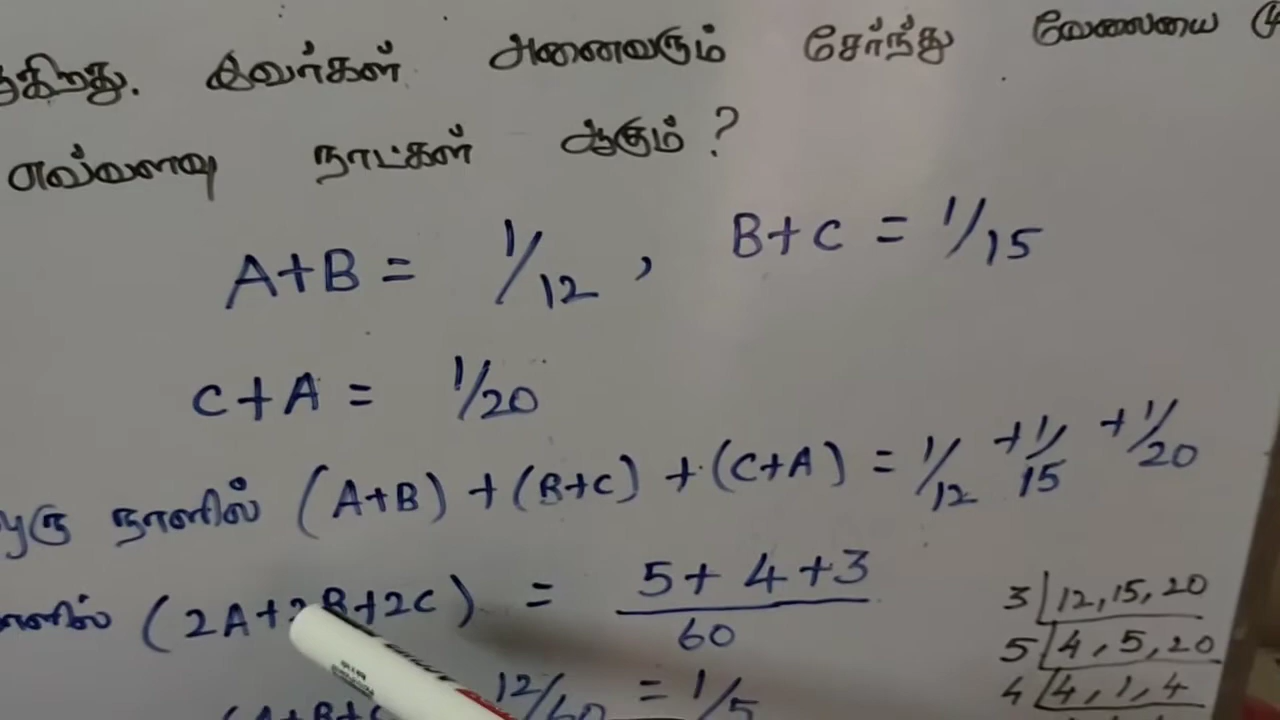 இவர்கள் அனைவரும் சேர்ந்து வேலையை
எவ்வளவு நாட்கள் ஆகும்?
A+B = 1/12, B+C = 1/15
C+A = 1/20
நாளில் (A+B) + (B+C) + (C+A) = 1/12 + 1/15 + 1/20
(2A+2B+2C) = 5+4+3/60
3 | 12, 15, 20
5 | 4, 5, 20
4 | 4, 1, 4
12/60 = 1/5